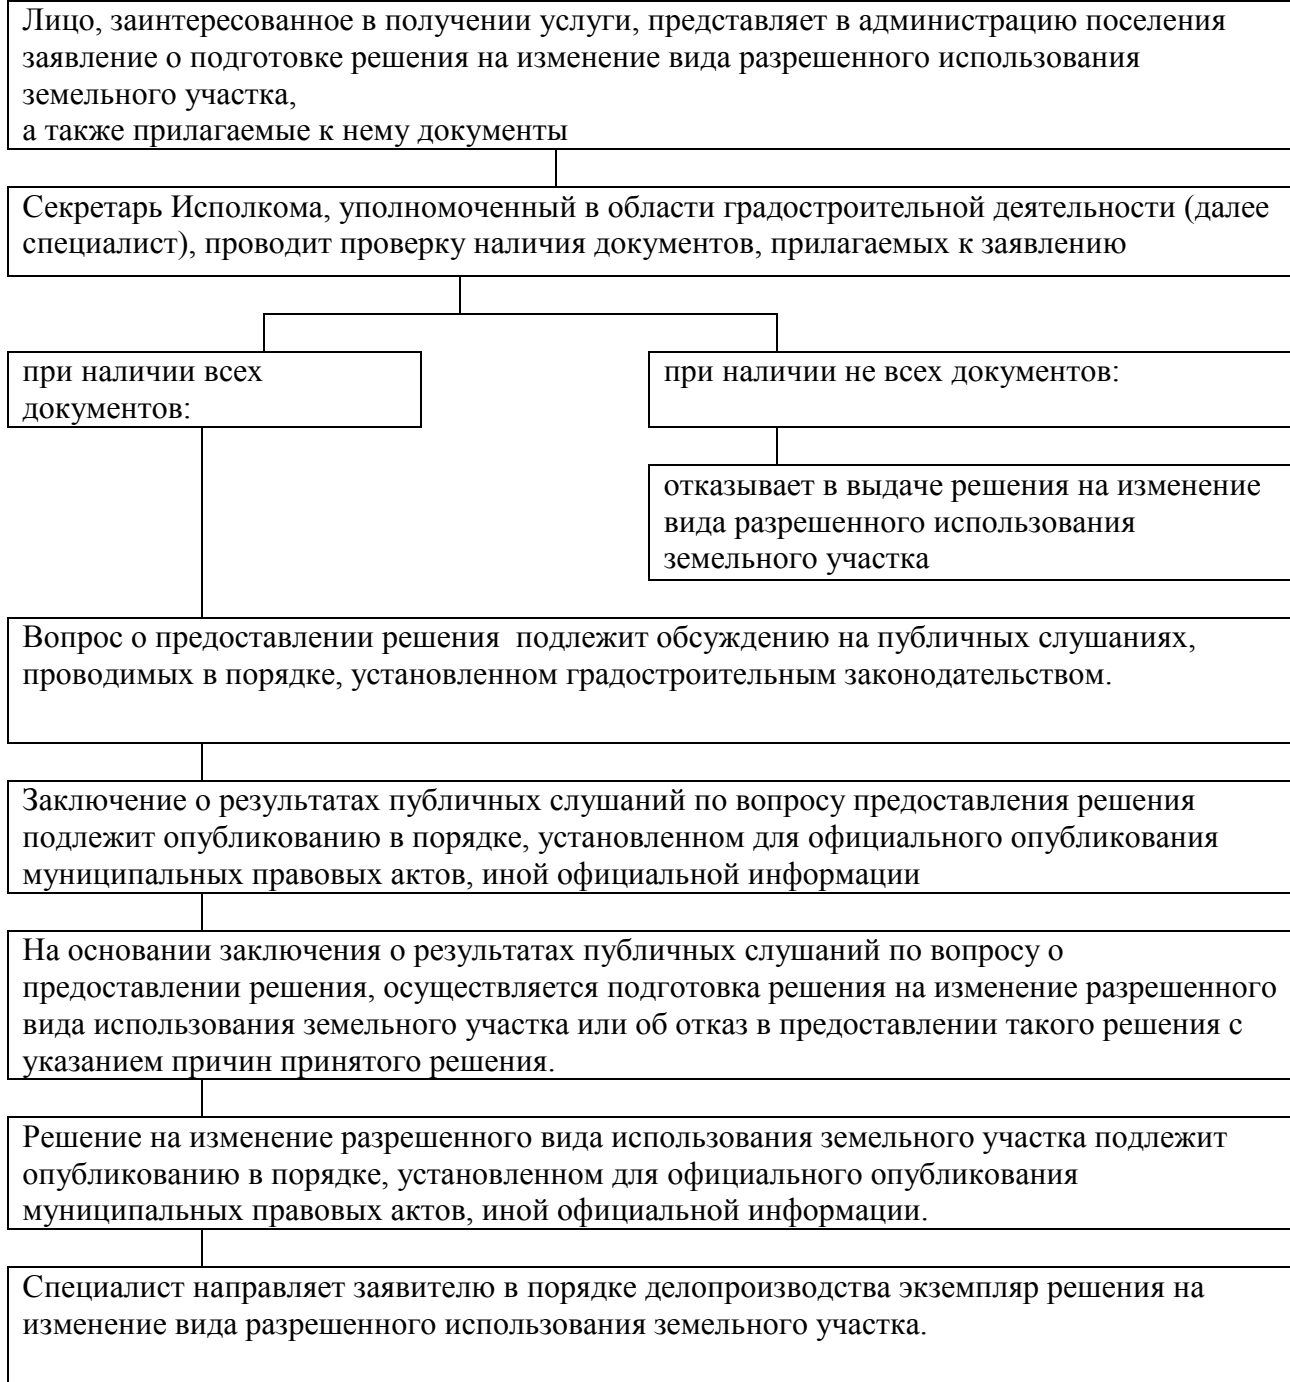 Лицо, заинтересованное в получении услуги, представляет в администрацию поселения
заявление о подготовке решения на изменение вида разрешенного использования
земельного участка,
а также прилагаемые к нему документы
Секретарь Исполкома, уполномоченный в области градостроительной деятельности (далее
специалист), проводит проверку наличия документов, прилагаемых к заявлению
при наличии всех
документов:
при наличии не всех документов:
отказывает в выдаче решения на изменение
вида разрешенного использования
земельного участка
Вопрос о предоставлении решения  подлежит обсуждению на публичных слушаниях,
проводимых в порядке, установленном градостроительным законодательством.
Заключение о результатах публичных слушаний по вопросу предоставления решения
подлежит опубликованию в порядке, установленном для официального опубликования
муниципальных правовых актов, иной официальной информации
На основании заключения о результатах публичных слушаний по вопросу о
предоставлении решения, осуществляется подготовка решения на изменение разрешенного
вида использования земельного участка или об отказ в предоставлении такого решения с
указанием причин принятого решения.
Решение на изменение разрешенного вида использования земельного участка подлежит
опубликованию в порядке, установленном для официального опубликования
муниципальных правовых актов, иной официальной информации.
Специалист направляет заявителю в порядке делопроизводства экземпляр решения на
изменение вида разрешенного использования земельного участка.